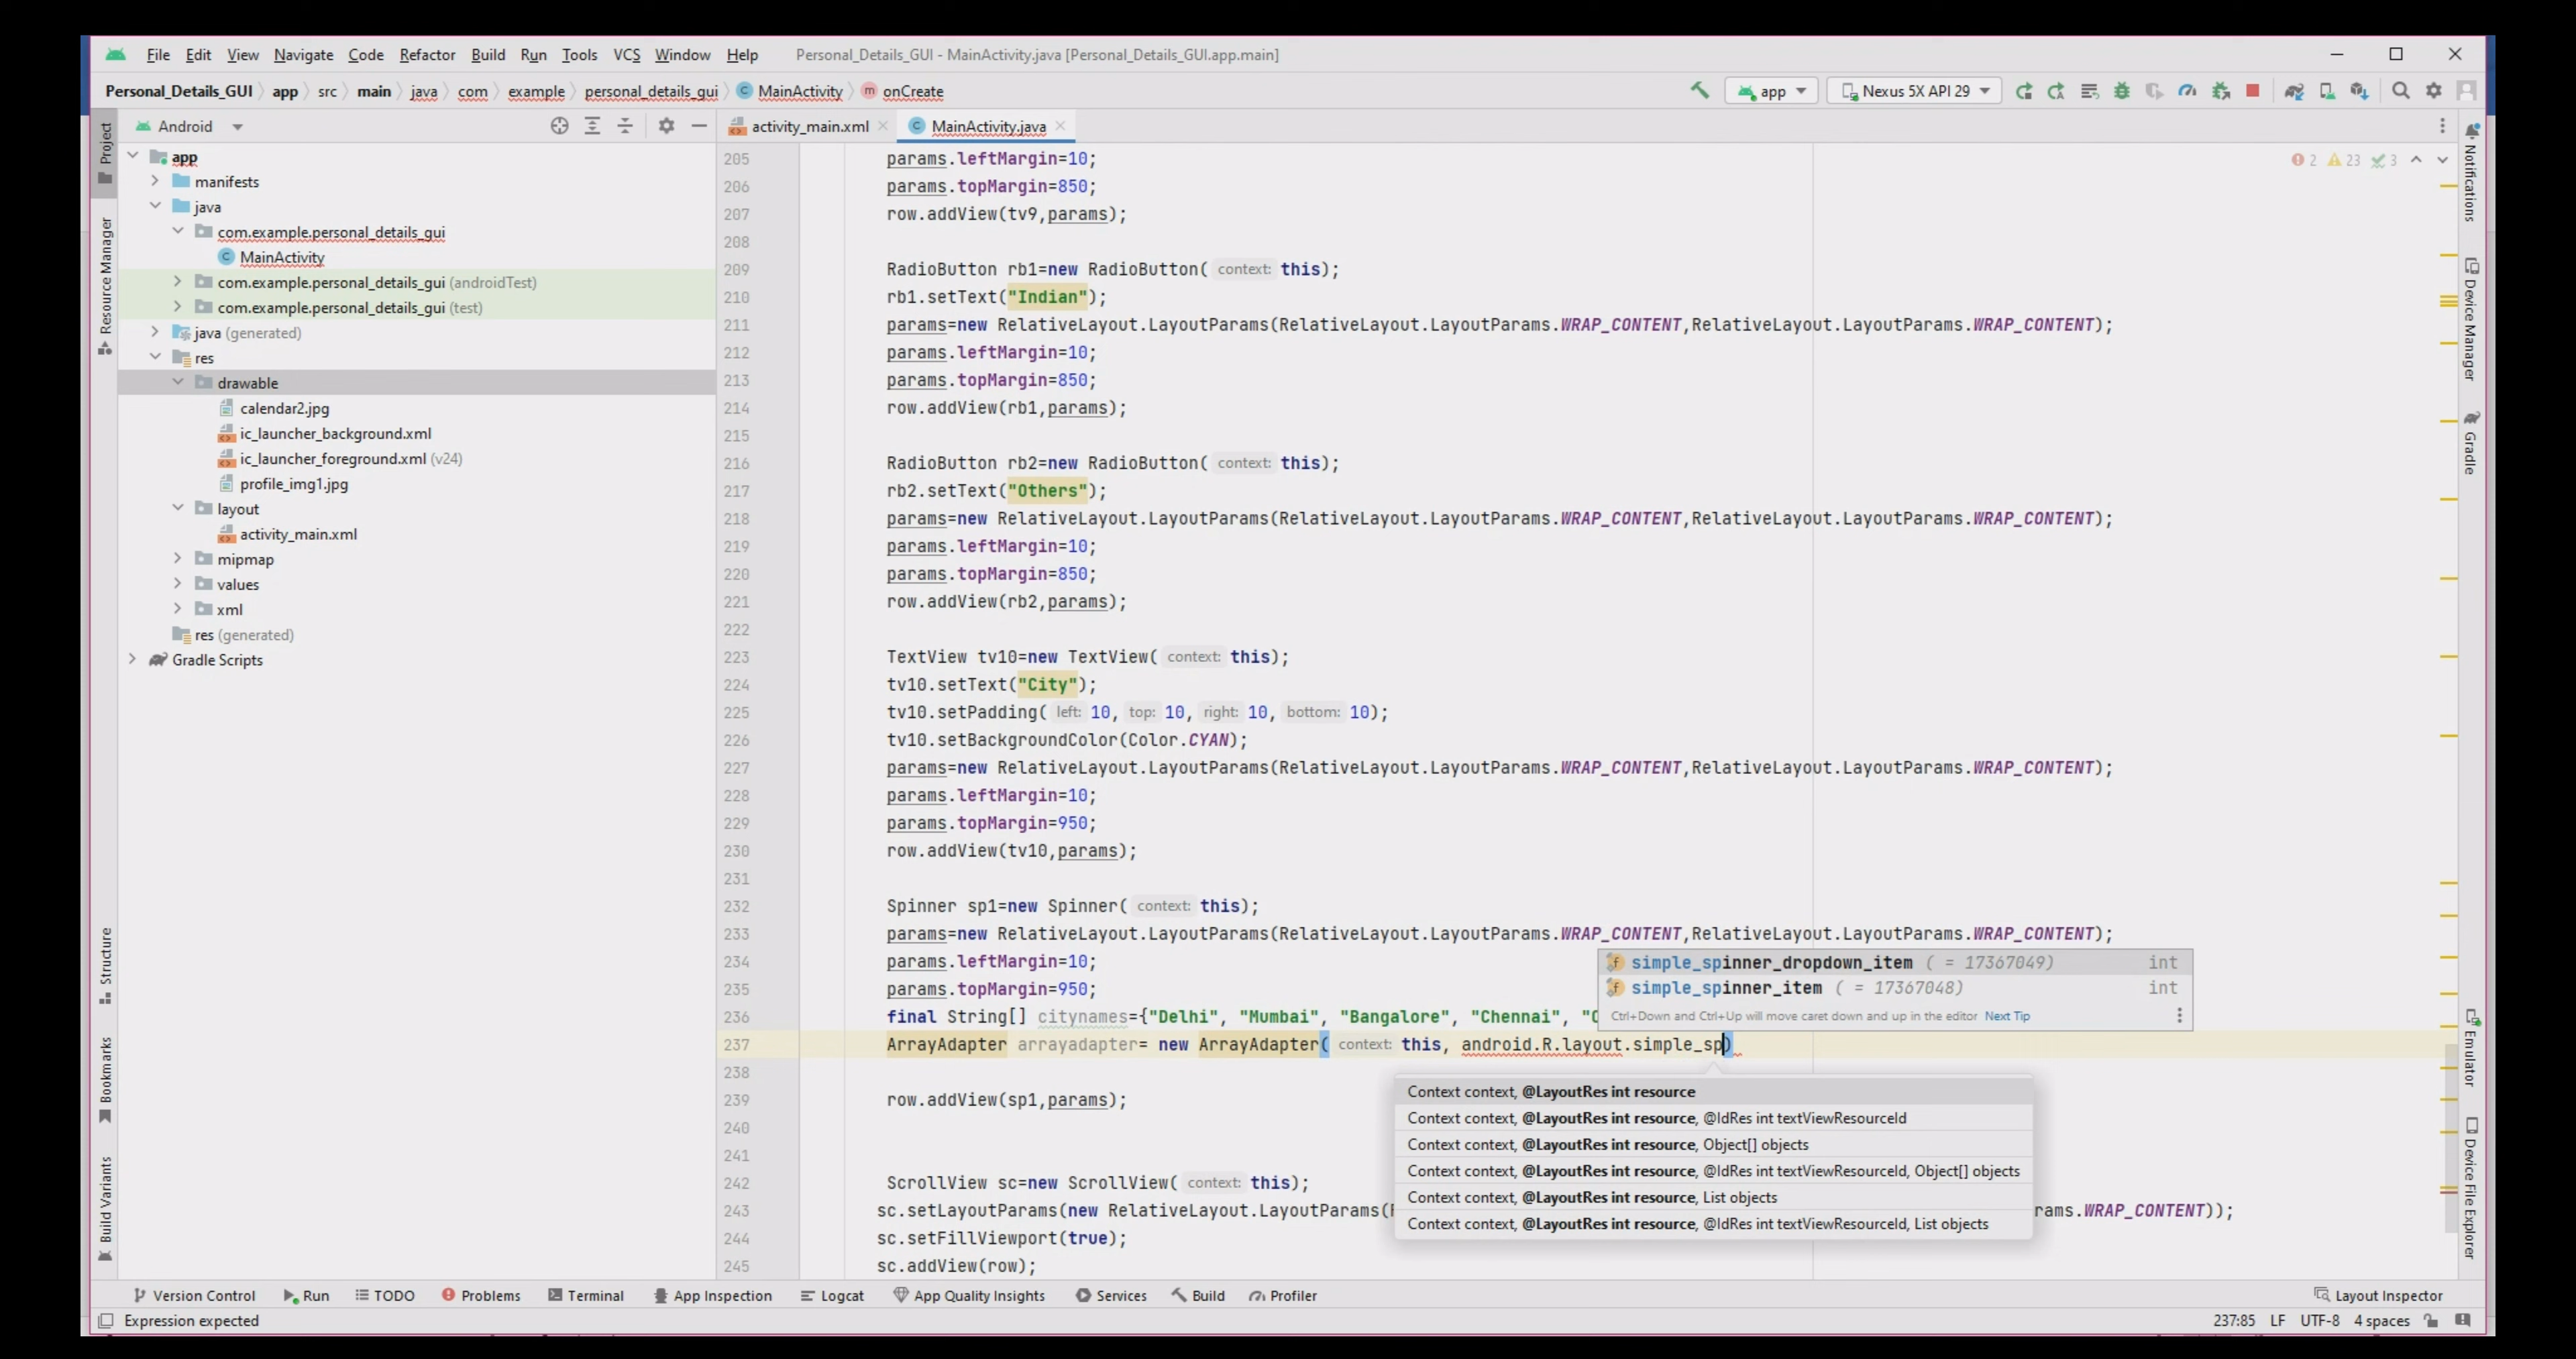 File Edit View Navigate Code Refactor Build Run Tools VCS Window Help Personal_Details_GUI - MainActivity.java [Personal_Details_GUI.app.main]
Personal_Details_GUI app src main java com example personal_details_gui MainActivity onCreate app Nexus 5X API 29
Android activity_main.xml MainActivity.java
Project
Resource Manager
Structure
Bookmarks
Build Variants
app
manifests
java
com.example.personal_details_gui
MainActivity
com.example.personal_details_gui (androidTest)
com.example.personal_details_gui (test)
java (generated)
res
drawable
calendar2.jpg
ic_launcher_background.xml
ic_launcher_foreground.xml (v24)
profile_img1.jpg
layout
activity_main.xml
mipmap
values
xml
res (generated)
Gradle Scripts
2 23 3
205 params.leftMargin=10;
206 params.topMargin=850;
207 row.addView(tv9,params);
208
209 RadioButton rb1=new RadioButton( context: this);
210 rb1.setText("Indian");
211 params=new RelativeLayout.LayoutParams(RelativeLayout.LayoutParams.WRAP_CONTENT,RelativeLayout.LayoutParams.WRAP_CONTENT);
212 params.leftMargin=10;
213 params.topMargin=850;
214 row.addView(rb1,params);
215
216 RadioButton rb2=new RadioButton( context: this);
217 rb2.setText("Others");
218 params=new RelativeLayout.LayoutParams(RelativeLayout.LayoutParams.WRAP_CONTENT,RelativeLayout.LayoutParams.WRAP_CONTENT);
219 params.leftMargin=10;
220 params.topMargin=850;
221 row.addView(rb2,params);
222
223 TextView tv10=new TextView( context: this);
224 tv10.setText("City");
225 tv10.setPadding( left: 10, top: 10, right: 10, bottom: 10);
226 tv10.setBackgroundColor(Color.CYAN);
227 params=new RelativeLayout.LayoutParams(RelativeLayout.LayoutParams.WRAP_CONTENT,RelativeLayout.LayoutParams.WRAP_CONTENT);
228 params.leftMargin=10;
229 params.topMargin=950;
230 row.addView(tv10,params);
231
232 Spinner sp1=new Spinner( context: this);
233 params=new RelativeLayout.LayoutParams(RelativeLayout.LayoutParams.WRAP_CONTENT,RelativeLayout.LayoutParams.WRAP_CONTENT);
234 params.leftMargin=10;
235 params.topMargin=950;
236 final String[] citynames={"Delhi", "Mumbai", "Bangalore", "Chennai", "
237 ArrayAdapter arrayadapter= new ArrayAdapter( context: this, android.R.layout.simple_sp)
238
239 row.addView(sp1,params);
240
241
242 ScrollView sc=new ScrollView( context: this);
243 sc.setLayoutParams(new RelativeLayout.LayoutParams( rams.WRAP_CONTENT));
244 sc.setFillViewport(true);
245 sc.addView(row);
simple_spinner_dropdown_item ( = 17367049) int
simple_spinner_item ( = 17367048) int
Ctrl+Down and Ctrl+Up will move caret down and up in the editor Next Tip
Context context, @LayoutRes int resource
Context context, @LayoutRes int resource, @IdRes int textViewResourceId
Context context, @LayoutRes int resource, Object[] objects
Context context, @LayoutRes int resource, @IdRes int textViewResourceId, Object[] objects
Context context, @LayoutRes int resource, List objects
Context context, @LayoutRes int resource, @IdRes int textViewResourceId, List objects
Notifications
Device Manager
Gradle
Emulator
Device File Explorer
Version Control Run TODO Problems Terminal App Inspection Logcat App Quality Insights Services Build Profiler Layout Inspector
Expression expected 237:85 LF UTF-8 4 spaces